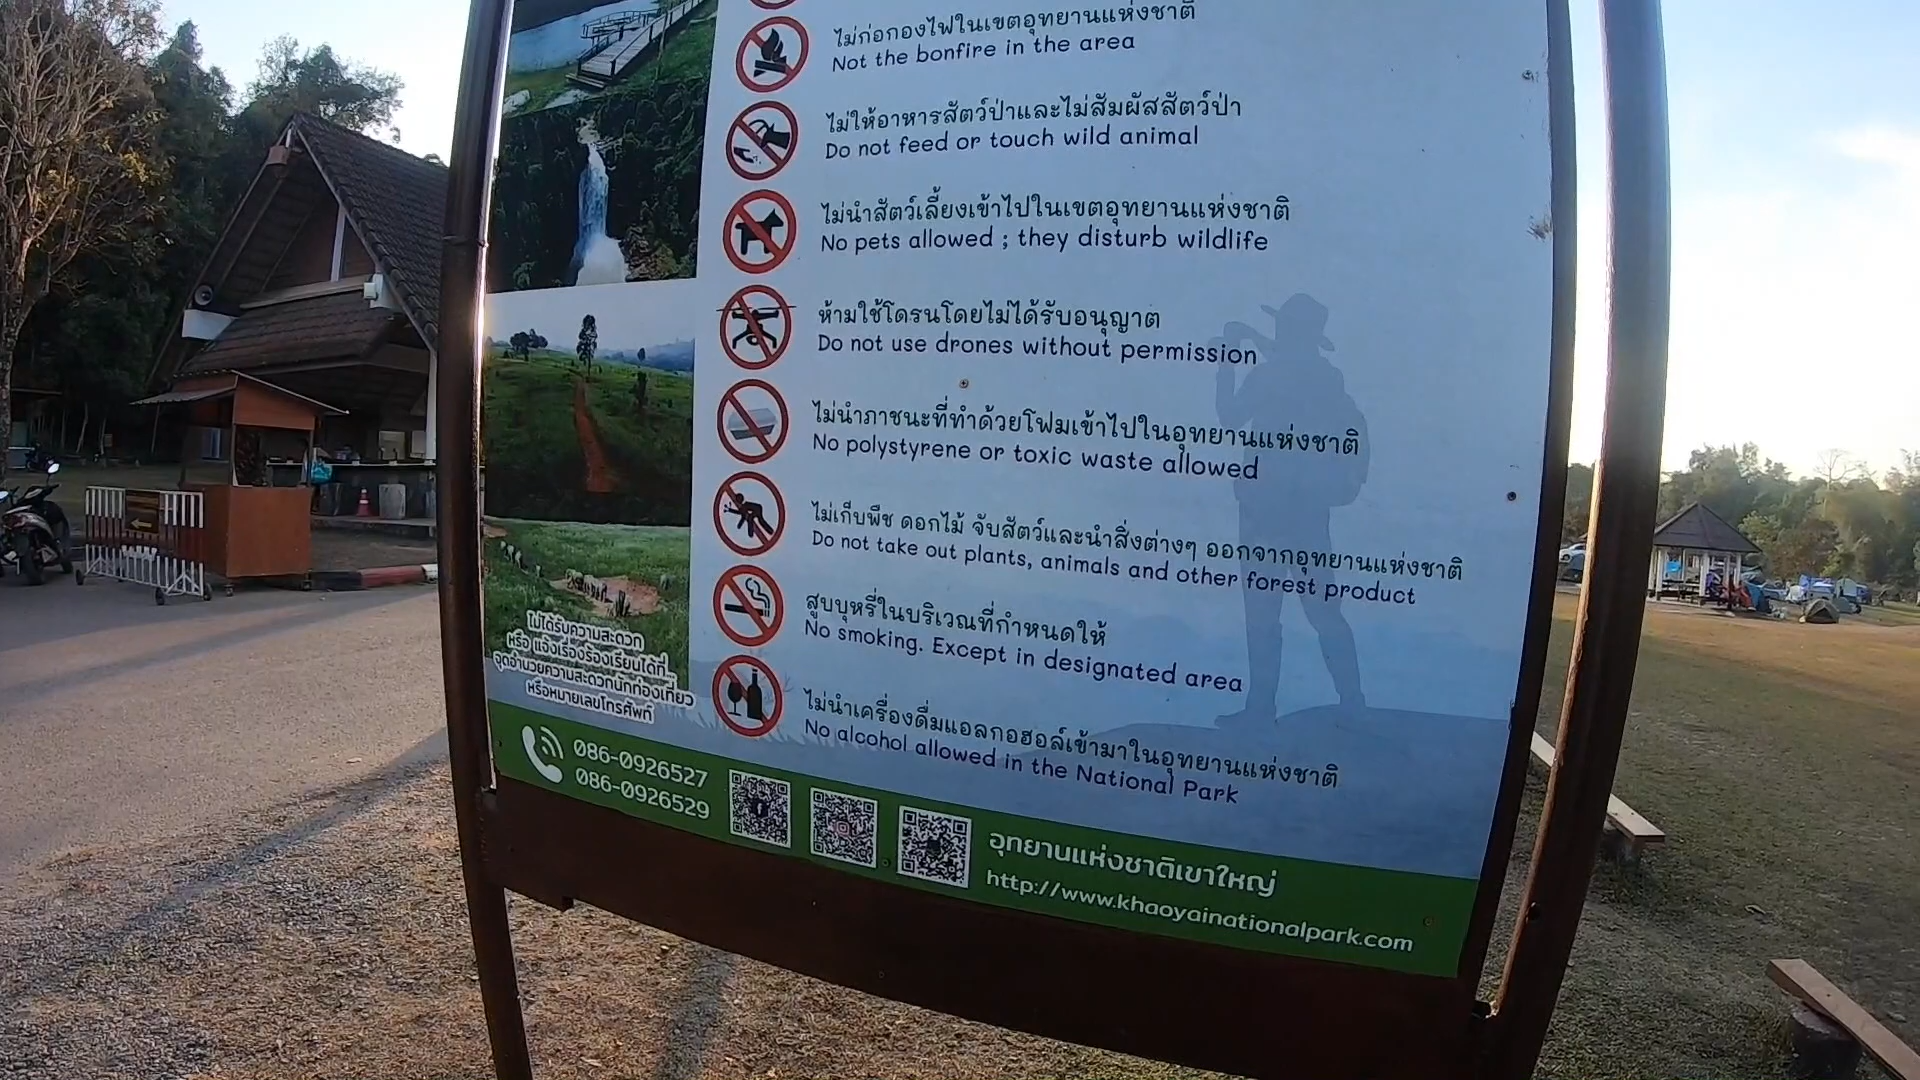 ไม่ก่อกองไฟในเขตอุทยานแห่งชาติ
Not the bonfire in the area
ไม่ให้อาหารสัตว์ป่าและไม่สัมผัสสัตว์ป่า
Do not feed or touch wild animal
ไม่นำสัตว์เลี้ยงเข้าไปในเขตอุทยานแห่งชาติ
No pets allowed ; they disturb wildlife
ห้ามใช้โดรนโดยไม่ได้รับอนุญาต
Do not use drones without permission
ไม่นำภาชนะที่ทำด้วยโฟมเข้าไปในอุทยานแห่งชาติ
No polystyrene or toxic waste allowed
ไม่เก็บพืช ดอกไม้ จับสัตว์และนำสิ่งต่างๆ ออกจากอุทยานแห่งชาติ
Do not take out plants, animals and other forest product
สูบบุหรี่ในบริเวณที่กำหนดให้
No smoking. Except in designated area
ไม่นำเครื่องดื่มแอลกอฮอล์เข้ามาในอุทยานแห่งชาติ
No alcohol allowed in the National Park
ไม่ได้รับความสะดวก
หรือ แจ้งเรื่องร้องเรียนได้ที่...
จุดอำนวยความสะดวกนักท่องเที่ยว
หรือหมายเลขโทรศัพท์
086-0926527
086-0926529
อุทยานแห่งชาติเขาใหญ่
http://www.khaoyainationalpark.com